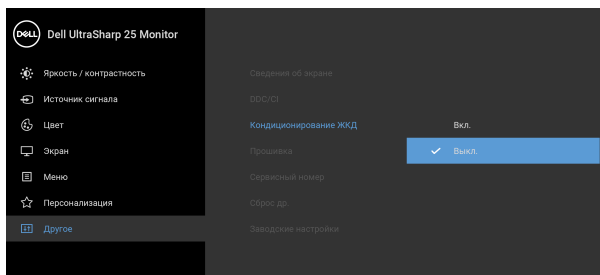 DELL
Dell UltraSharp 25 Monitor
Яркость / контрастность
Источник сигнала
Цвет
Экран
Меню
Персонализация
Другое
Сведения об экране
DDC/CI
Кондиционирование ЖКД
Прошивка
Сервисный номер
Сброс др.
Заводские настройки
Вкл.
Выкл.